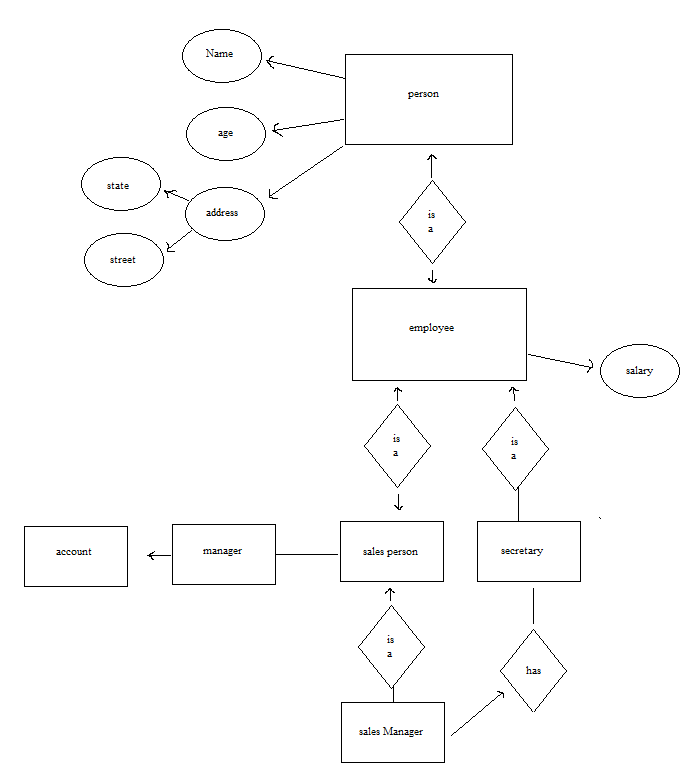 Name
person
age
state
address
street
is
a
employee
salary
is
a
is
a
account
manager
sales person
secretary
is
a
has
sales Manager